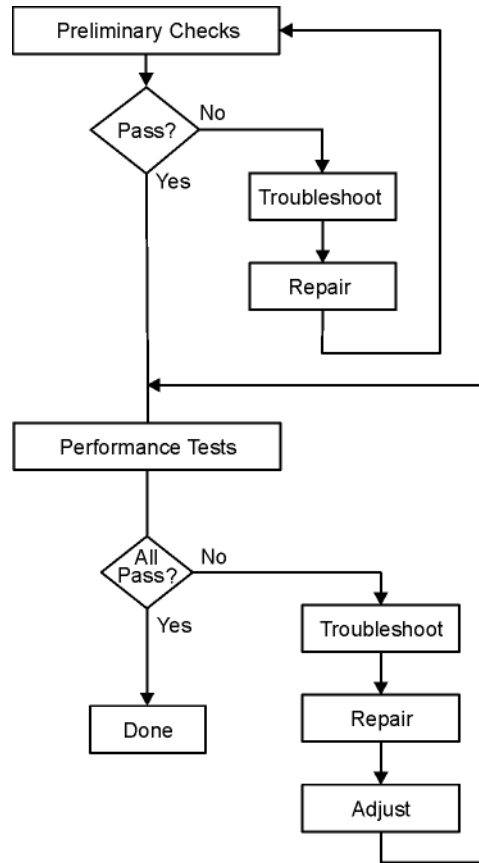 Preliminary Checks
Pass?
No
Yes
Troubleshoot
Repair
Performance Tests
All
Pass?
No
Yes
Troubleshoot
Done
Repair
Adjust